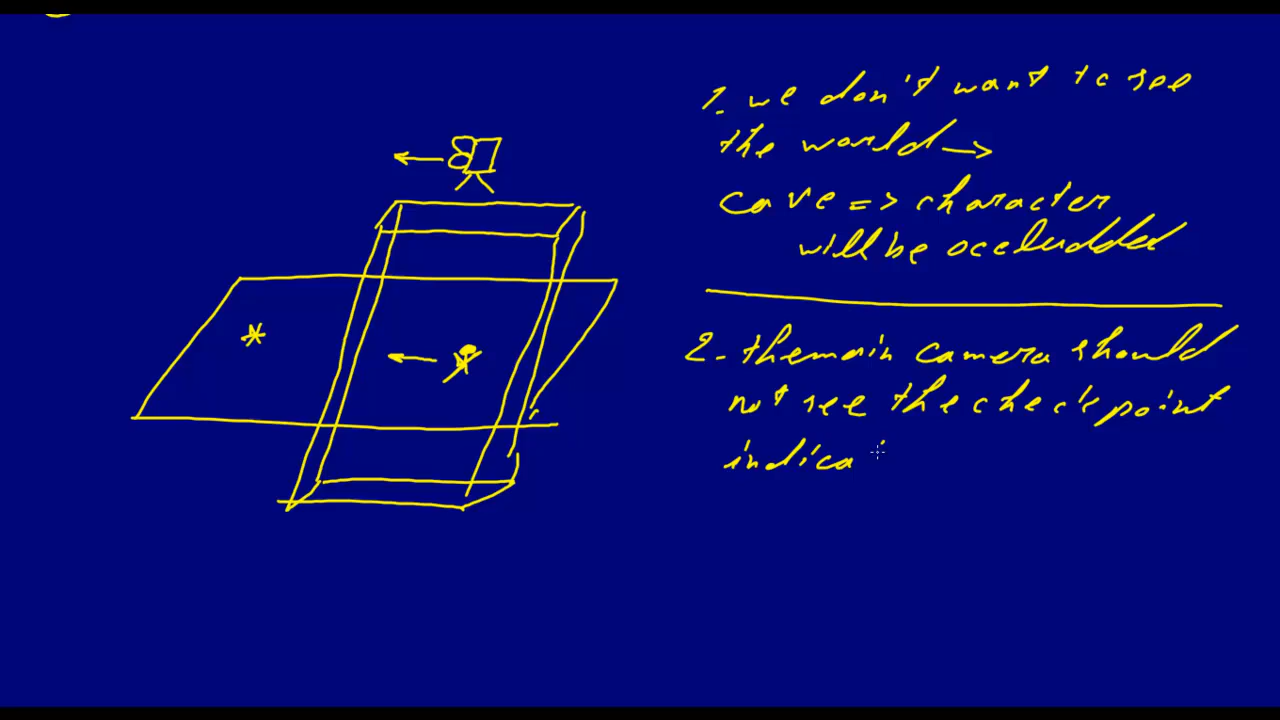 1. we don't want to see
the world →
cave => character
will be occludded
2. the main camera should
not see the checkpoint
indica